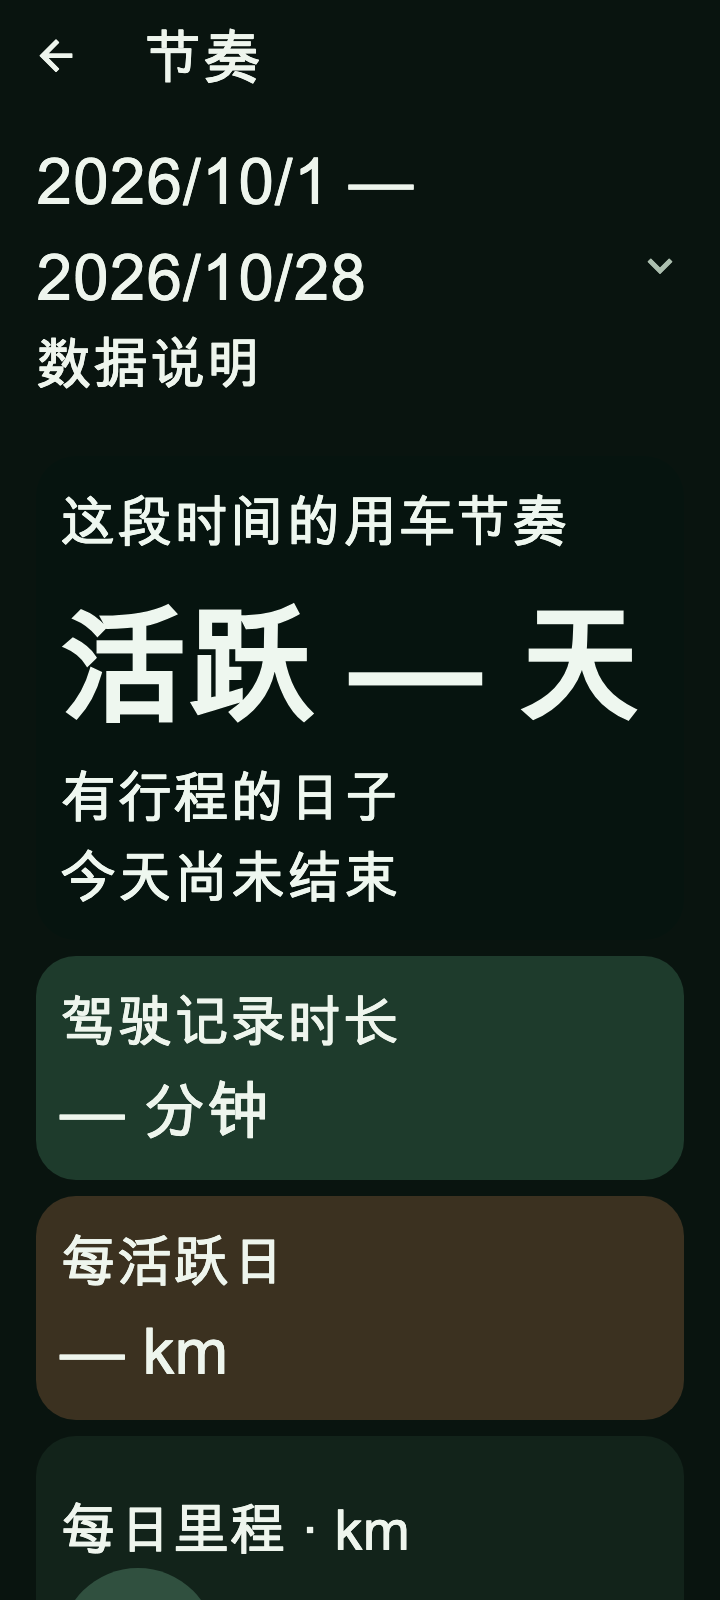 节奏
2026/10/1 —
2026/10/28
数据说明
这段时间的用车节奏
活跃 — 天
有行程的日子
今天尚未结束
驾驶记录时长
— 分钟
每活跃日
— km
每日里程 · km